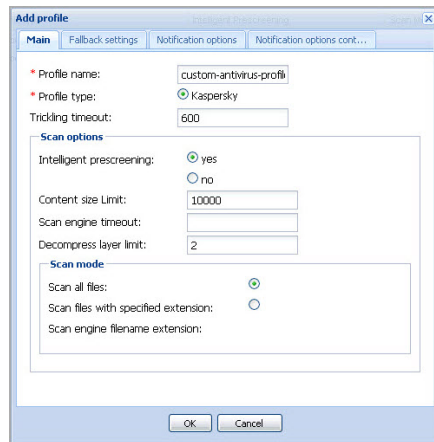 Add profile
Intelligent Prescreening
Main
Fallback settings
Notification options
Notification options cont...
* Profile name:
custom-antivirus-profil
* Profile type:
Kaspersky
Trickling timeout:
600
Scan options
Intelligent prescreening:
yes
no
Content size Limit:
10000
Scan engine timeout:
Decompress layer limit:
2
Scan mode
Scan all files:
Scan files with specified extension:
Scan engine filename extension:
OK
Cancel